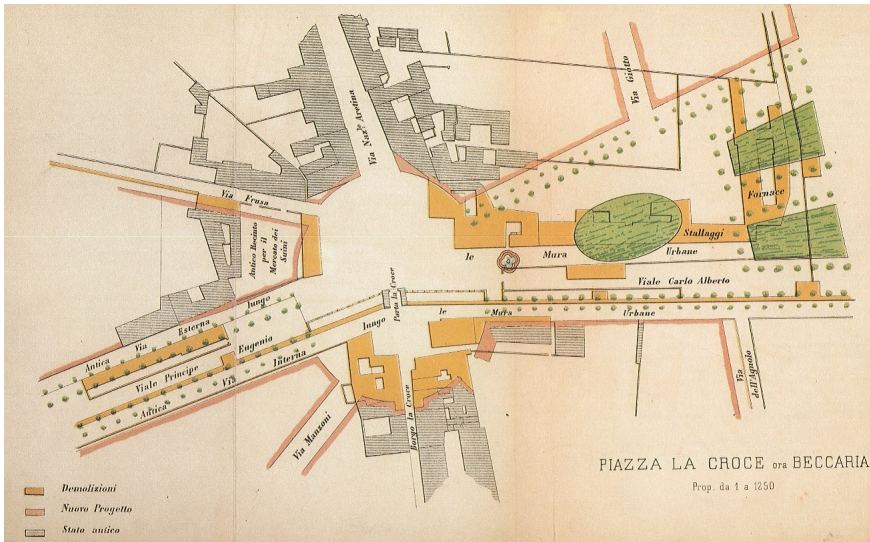 Via Giotto
Via Naz.le Aretina
Via Frusa
Fornace
Antico Recinto
per il
Mercato dei
Suini
Stallaggi
le Mura Urbane
Viale Carlo Alberto
Porta la Croce
Antica Via Esterna lungo
le Mura Urbane
Viale Principe Eugenio
Antica Via Interna lungo
Via
dell'Agnolo
Borgo la Croce
Via Manzoni
PIAZZA LA CROCE ora BECCARIA
Prop. da 1 a 1250
Demolizioni
Nuovo Progetto
Stato antico